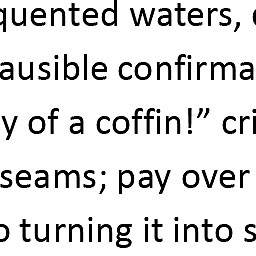 quented waters,
ausible confirma
y of a coffin!” cri
seams; pay over
turning it into s